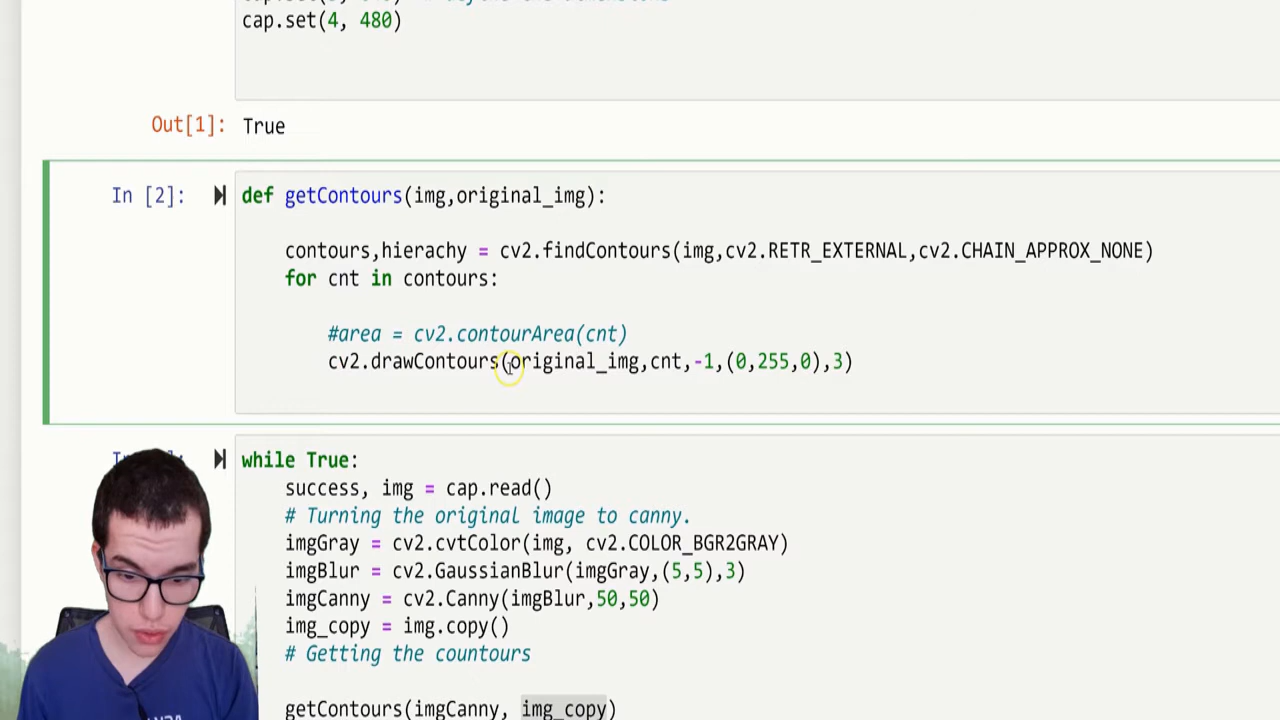 cap.set(4, 480)
Out[1]: True
In [2]: def getContours(img,original_img):
contours,hierachy = cv2.findContours(img,cv2.RETR_EXTERNAL,cv2.CHAIN_APPROX_NONE)
for cnt in contours:
#area = cv2.contourArea(cnt)
cv2.drawContours(original_img,cnt,-1,(0,255,0),3)
while True:
success, img = cap.read()
# Turning the original image to canny.
imgGray = cv2.cvtColor(img, cv2.COLOR_BGR2GRAY)
imgBlur = cv2.GaussianBlur(imgGray,(5,5),3)
imgCanny = cv2.Canny(imgBlur,50,50)
img_copy = img.copy()
# Getting the countours
getContours(imgCanny, img_copy)